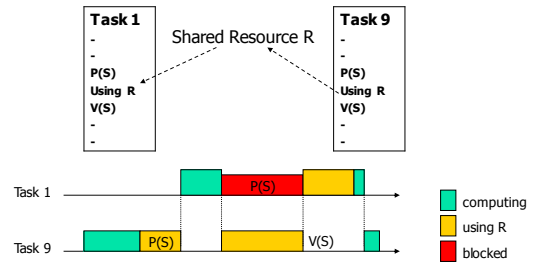 Task 1
-
-
P(S)
Using R
V(S)
-
-
Shared Resource R
Task 9
-
-
P(S)
Using R
V(S)
-
-
Task 1
P(S)
Task 9
P(S)
V(S)
computing
using R
blocked